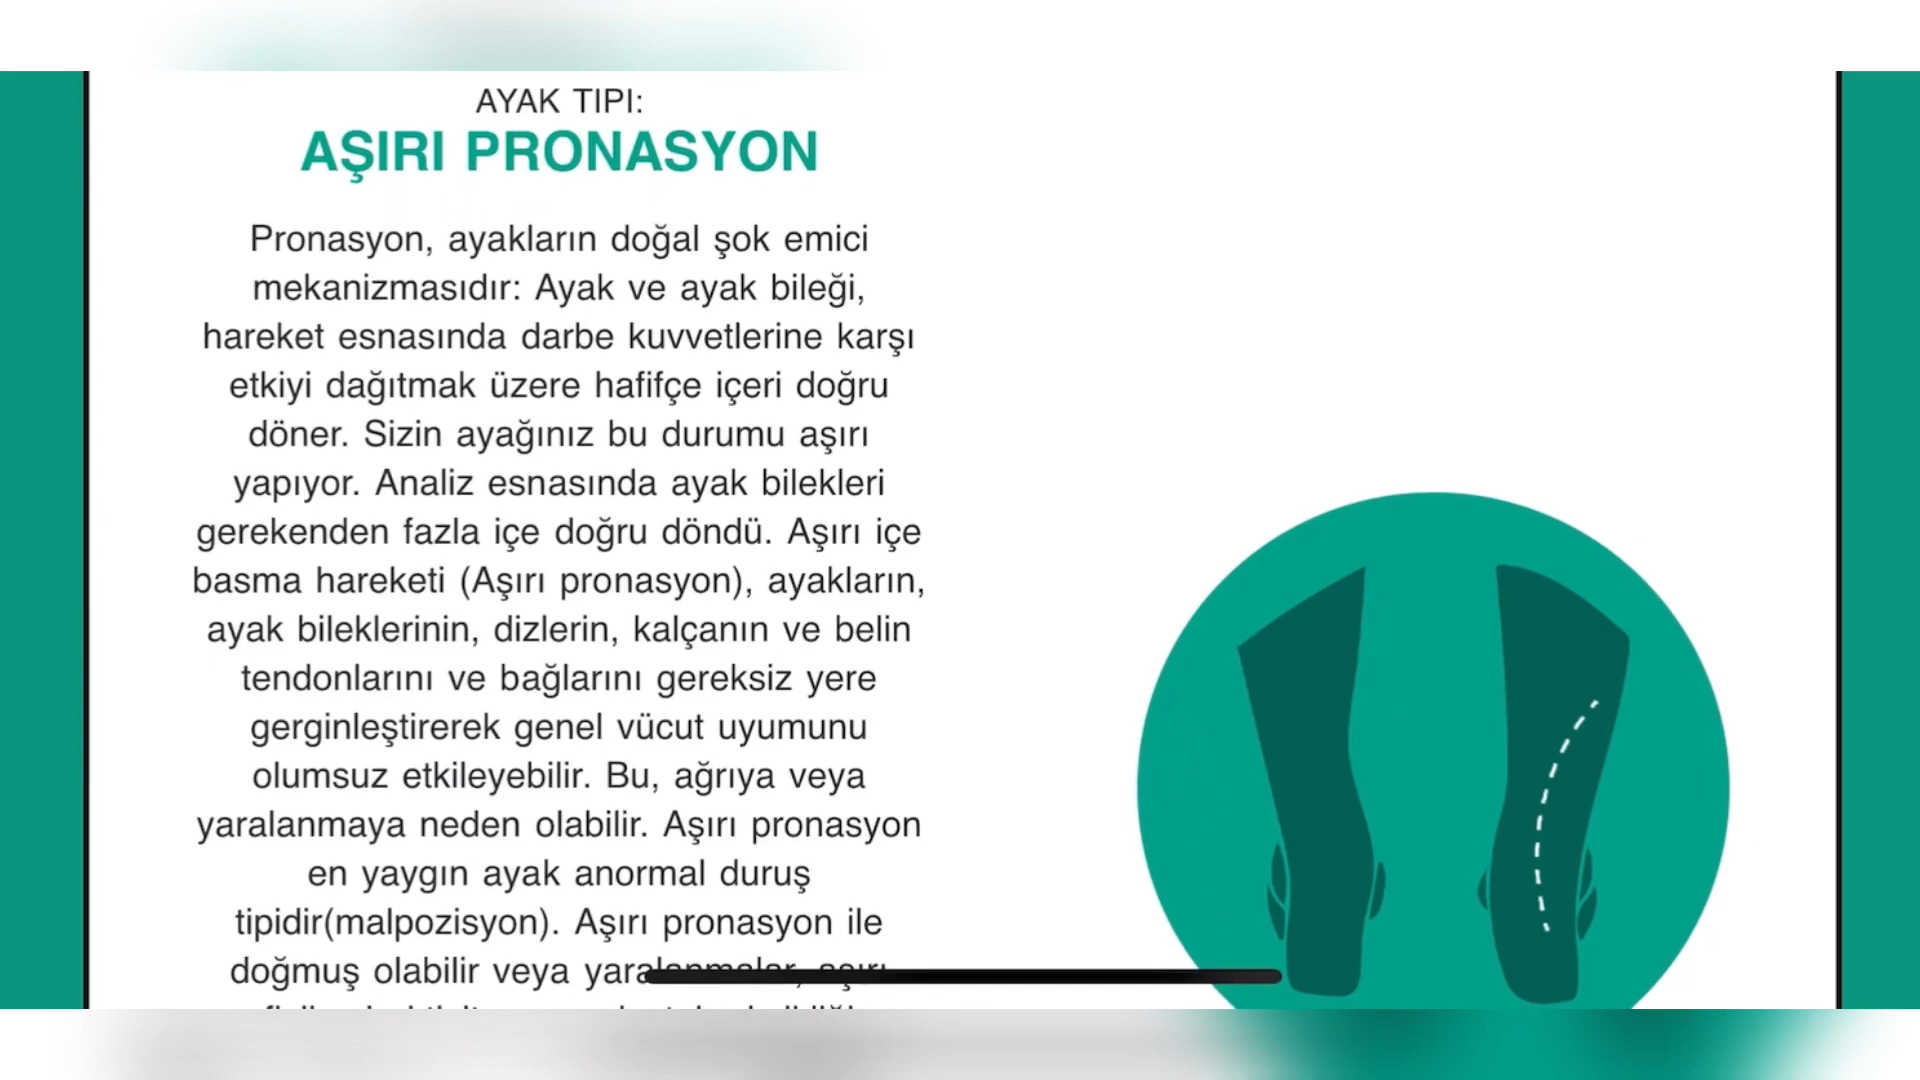 AYAK TIPI:
AŞIRI PRONASYON
Pronasyon, ayakların doğal şok emici
mekanizmasıdır: Ayak ve ayak bileği,
hareket esnasında darbe kuvvetlerine karşı
etkiyi dağıtmak üzere hafifçe içeri doğru
döner. Sizin ayağınız bu durumu aşırı
yapıyor. Analiz esnasında ayak bilekleri
gerekenden fazla içe doğru döndü. Aşırı içe
basma hareketi (Aşırı pronasyon), ayakların,
ayak bileklerinin, dizlerin, kalçanın ve belin
tendonlarını ve bağlarını gereksiz yere
gerginleştirerek genel vücut uyumunu
olumsuz etkileyebilir. Bu, ağrıya veya
yaralanmaya neden olabilir. Aşırı pronasyon
en yaygın ayak anormal duruş
tipidir(malpozisyon). Aşırı pronasyon ile
doğmuş olabilir veya yaralanmalar, aşırı